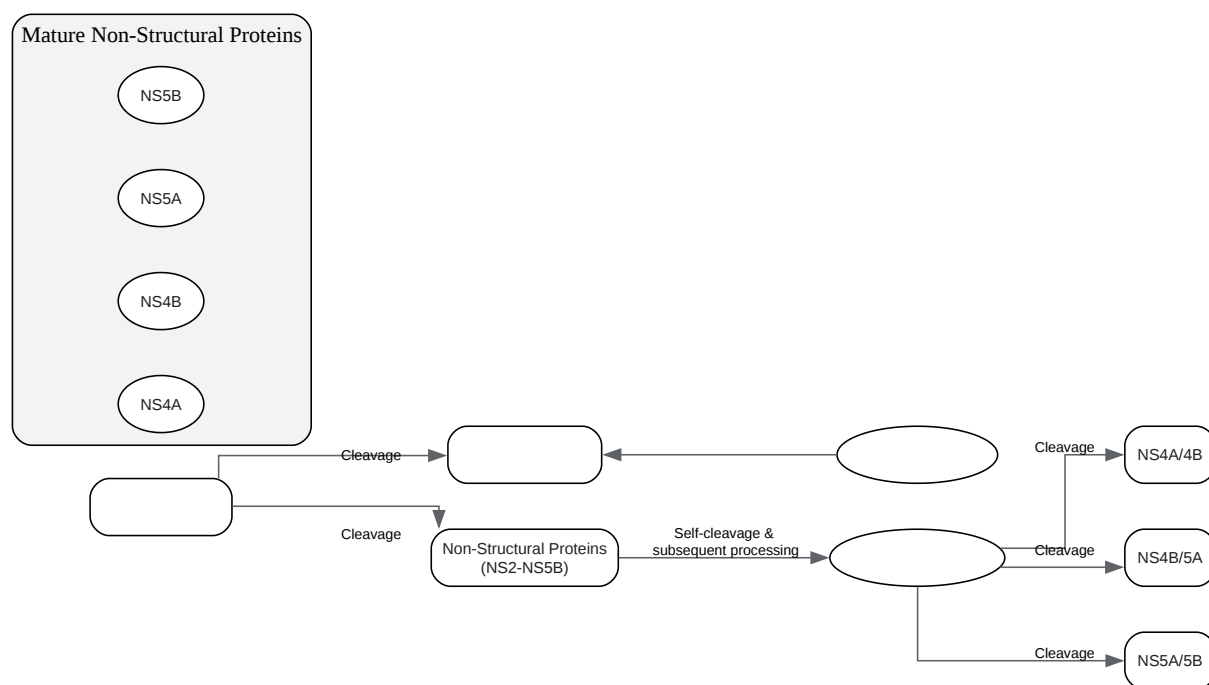 Mature Non-Structural Proteins
NS5B
NS5A
NS4B
NS4A
Cleavage
Cleavage
Non-Structural Proteins
(NS2-NS5B)
Self-cleavage &
subsequent processing
Cleavage
NS4A/4B
Cleavage
NS4B/5A
Cleavage
NS5A/5B